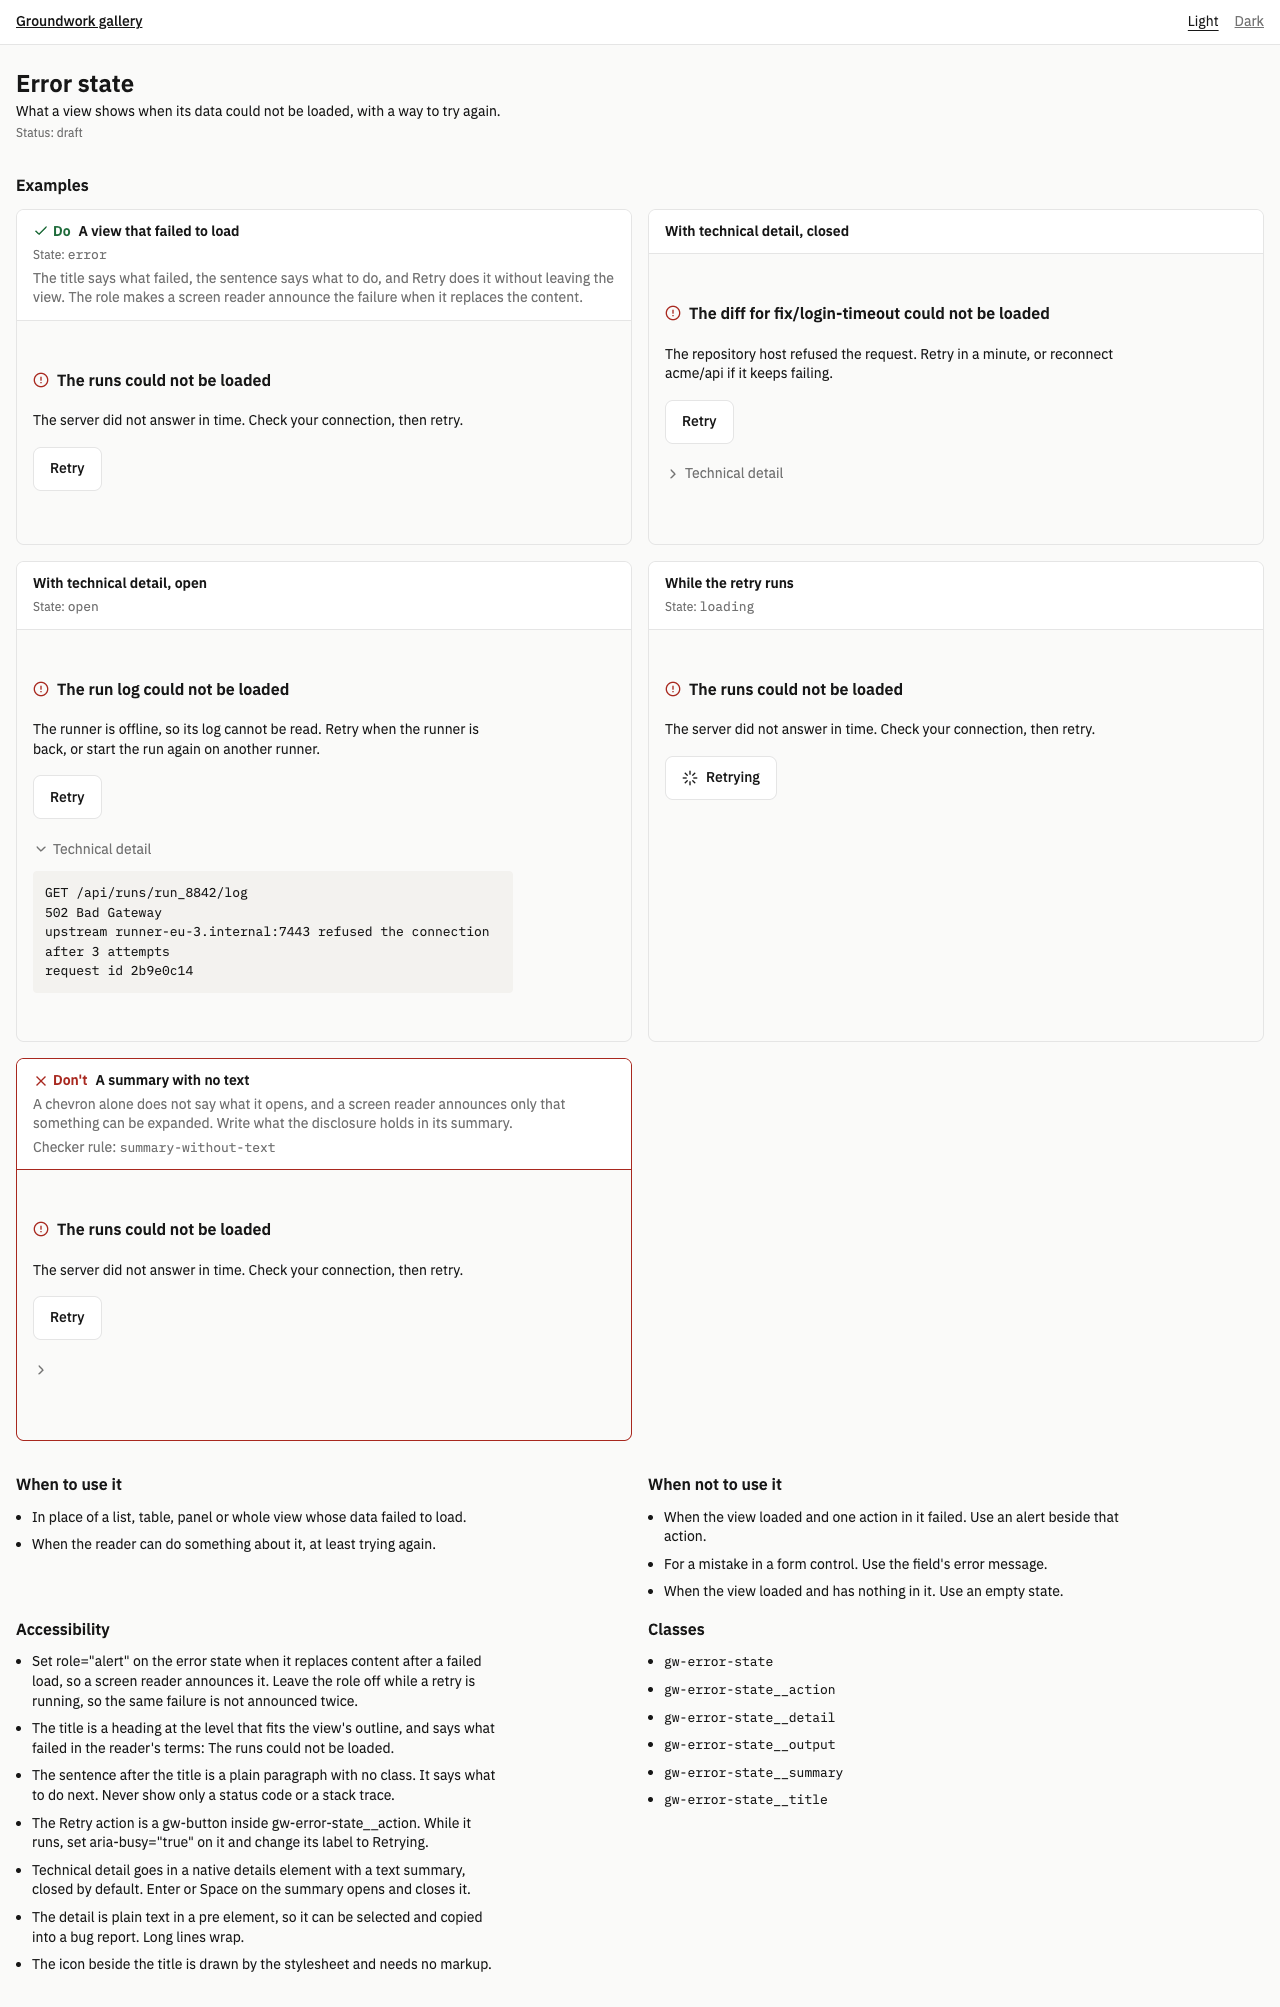 Groundwork gallery
Light
Dark
Error state
What a view shows when its data could not be loaded, with a way to try again.
Status: draft
Examples
Do A view that failed to load
State: error
The title says what failed, the sentence says what to do, and Retry does it without leaving the
view. The role makes a screen reader announce the failure when it replaces the content.
The runs could not be loaded
The server did not answer in time. Check your connection, then retry.
Retry
With technical detail, closed
The diff for fix/login-timeout could not be loaded
The repository host refused the request. Retry in a minute, or reconnect
acme/api if it keeps failing.
Retry
Technical detail
With technical detail, open
State: open
The run log could not be loaded
The runner is offline, so its log cannot be read. Retry when the runner is
back, or start the run again on another runner.
Retry
Technical detail
GET /api/runs/run_8842/log
502 Bad Gateway
upstream runner-eu-3.internal:7443 refused the connection
after 3 attempts
request id 2b9e0c14
While the retry runs
State: loading
The runs could not be loaded
The server did not answer in time. Check your connection, then retry.
Retrying
Don't A summary with no text
A chevron alone does not say what it opens, and a screen reader announces only that
something can be expanded. Write what the disclosure holds in its summary.
Checker rule: summary-without-text
The runs could not be loaded
The server did not answer in time. Check your connection, then retry.
Retry
When to use it
In place of a list, table, panel or whole view whose data failed to load.
When the reader can do something about it, at least trying again.
When not to use it
When the view loaded and one action in it failed. Use an alert beside that
action.
For a mistake in a form control. Use the field's error message.
When the view loaded and has nothing in it. Use an empty state.
Accessibility
Set role="alert" on the error state when it replaces content after a failed
load, so a screen reader announces it. Leave the role off while a retry is
running, so the same failure is not announced twice.
The title is a heading at the level that fits the view's outline, and says what
failed in the reader's terms: The runs could not be loaded.
The sentence after the title is a plain paragraph with no class. It says what
to do next. Never show only a status code or a stack trace.
The Retry action is a gw-button inside gw-error-state__action. While it
runs, set aria-busy="true" on it and change its label to Retrying.
Technical detail goes in a native details element with a text summary,
closed by default. Enter or Space on the summary opens and closes it.
The detail is plain text in a pre element, so it can be selected and copied
into a bug report. Long lines wrap.
The icon beside the title is drawn by the stylesheet and needs no markup.
Classes
gw-error-state
gw-error-state__action
gw-error-state__detail
gw-error-state__output
gw-error-state__summary
gw-error-state__title